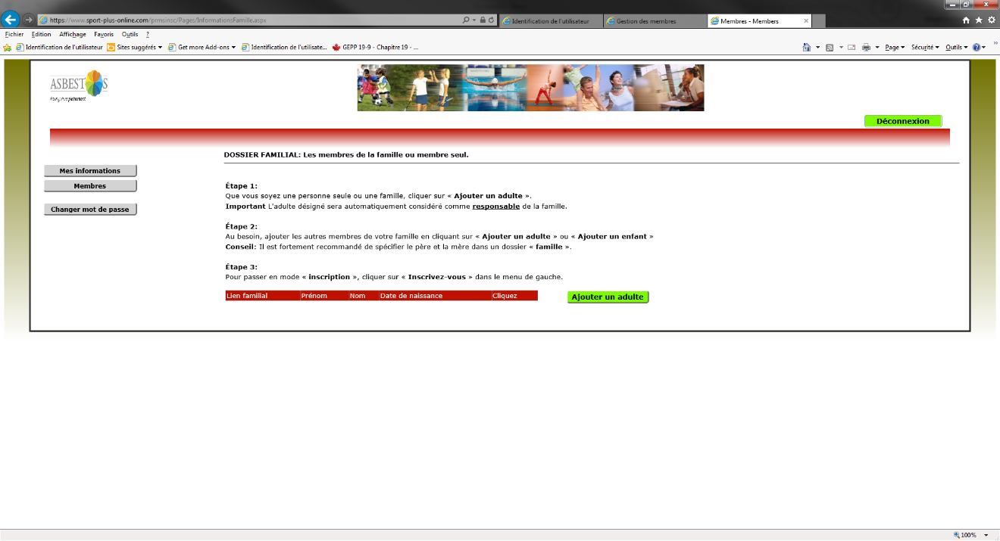 https://www.sport-plus-online.com/prmsinsc/Pages/InformationsFamille.aspx
Identification de l'utilisateur
Gestion des membres
Membres - Members
Fichier Edition Affichage Favoris Outils ?
Identification de l'utilisateur Sites suggérés Get more Add-ons Identification de l'utilisate... GEPP 19-9 - Chapitre 19 - ...
Page Sécurité Outils
ASBESTOS
Pour y vivre pleinement
Déconnexion
DOSSIER FAMILIAL: Les membres de la famille ou membre seul.
Mes informations
Membres
Changer mot de passe
Étape 1:
Que vous soyez une personne seule ou une famille, cliquer sur « Ajouter un adulte ».
Important L'adulte désigné sera automatiquement considéré comme responsable de la famille.
Étape 2:
Au besoin, ajouter les autres membres de votre famille en cliquant sur « Ajouter un adulte » ou « Ajouter un enfant »
Conseil: Il est fortement recommandé de spécifier le père et la mère dans un dossier « famille ».
Étape 3:
Pour passer en mode « inscription », cliquer sur « Inscrivez-vous » dans le menu de gauche.
Lien familial Prénom Nom Date de naissance Cliquez
Ajouter un adulte
100%